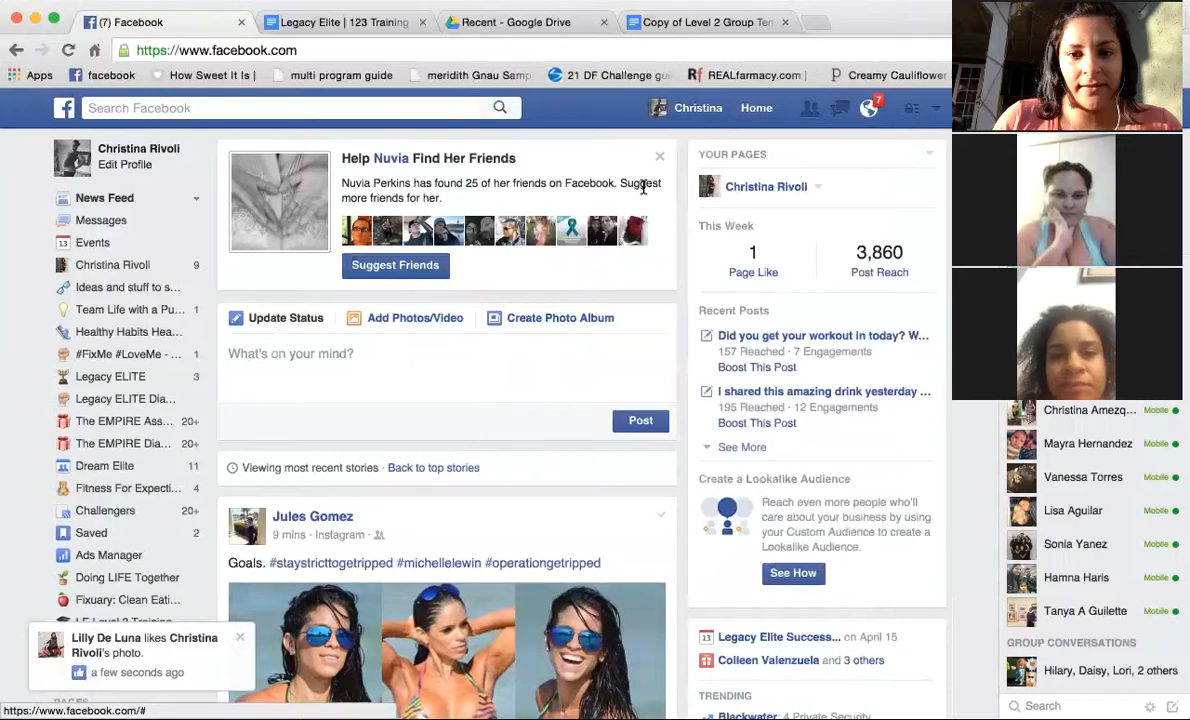 (7) Facebook
Legacy Elite | 123 Training
Recent - Google Drive
Copy of Level 2 Group Ten
https://www.facebook.com
Apps
facebook
How Sweet It Is |
multi program guide
meridith Gnau Samp
21 DF Challenge gui
REALfarmacy.com |
Creamy Cauliflower
Search Facebook
Christina
Home
7
Christina Rivoli
Edit Profile
News Feed
Messages
Events
Christina Rivoli 9
Ideas and stuff to s...
Team Life with a Pu... 1
Healthy Habits Hea...
#FixMe #LoveMe - ... 1
Legacy ELITE 3
Legacy ELITE Dia...
The EMPIRE Ass... 20+
The EMPIRE Dia... 20+
Dream Elite 11
Fitness For Expecti... 4
Challengers 20+
Saved 2
Ads Manager
Doing LIFE Together
Fixuary: Clean Eati...
Lilly De Luna likes Christina
Rivoli's photo.
a few seconds ago
https://www.facebook.com/#
Help Nuvia Find Her Friends
Nuvia Perkins has found 25 of her friends on Facebook. Suggest
more friends for her.
Suggest Friends
Update Status
Add Photos/Video
Create Photo Album
What's on your mind?
Post
Viewing most recent stories · Back to top stories
Jules Gomez
9 mins · Instagram ·
Goals. #staystricttogetripped #michellelewin #operationgetripped
YOUR PAGES
Christina Rivoli
This Week
1
Page Like
3,860
Post Reach
Recent Posts
Did you get your workout in today? W...
157 Reached · 7 Engagements
Boost This Post
I shared this amazing drink yesterday ...
195 Reached · 12 Engagements
Boost This Post
See More
Create a Lookalike Audience
Reach even more people who'll
care about your business by using
your Custom Audience to create a
Lookalike Audience.
See How
Legacy Elite Success... on April 15
Colleen Valenzuela and 3 others
TRENDING
Blackwater: 4 Private Security
Christina Amezq... Mobile
Mayra Hernandez Mobile
Vanessa Torres Mobile
Lisa Aguilar Mobile
Sonia Yanez Mobile
Hamna Haris Mobile
Tanya A Guilette Mobile
GROUP CONVERSATIONS
Hilary, Daisy, Lori, 2 others
Search